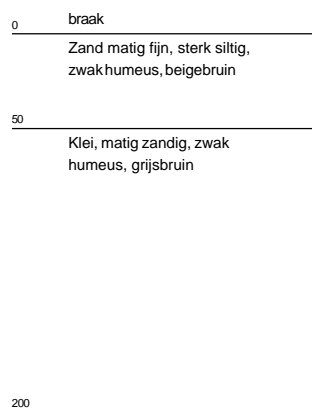 0 braak
Zand matig fijn, sterk siltig,
zwak humeus, beigebruin
50
Klei, matig zandig, zwak
humeus, grijsbruin
200